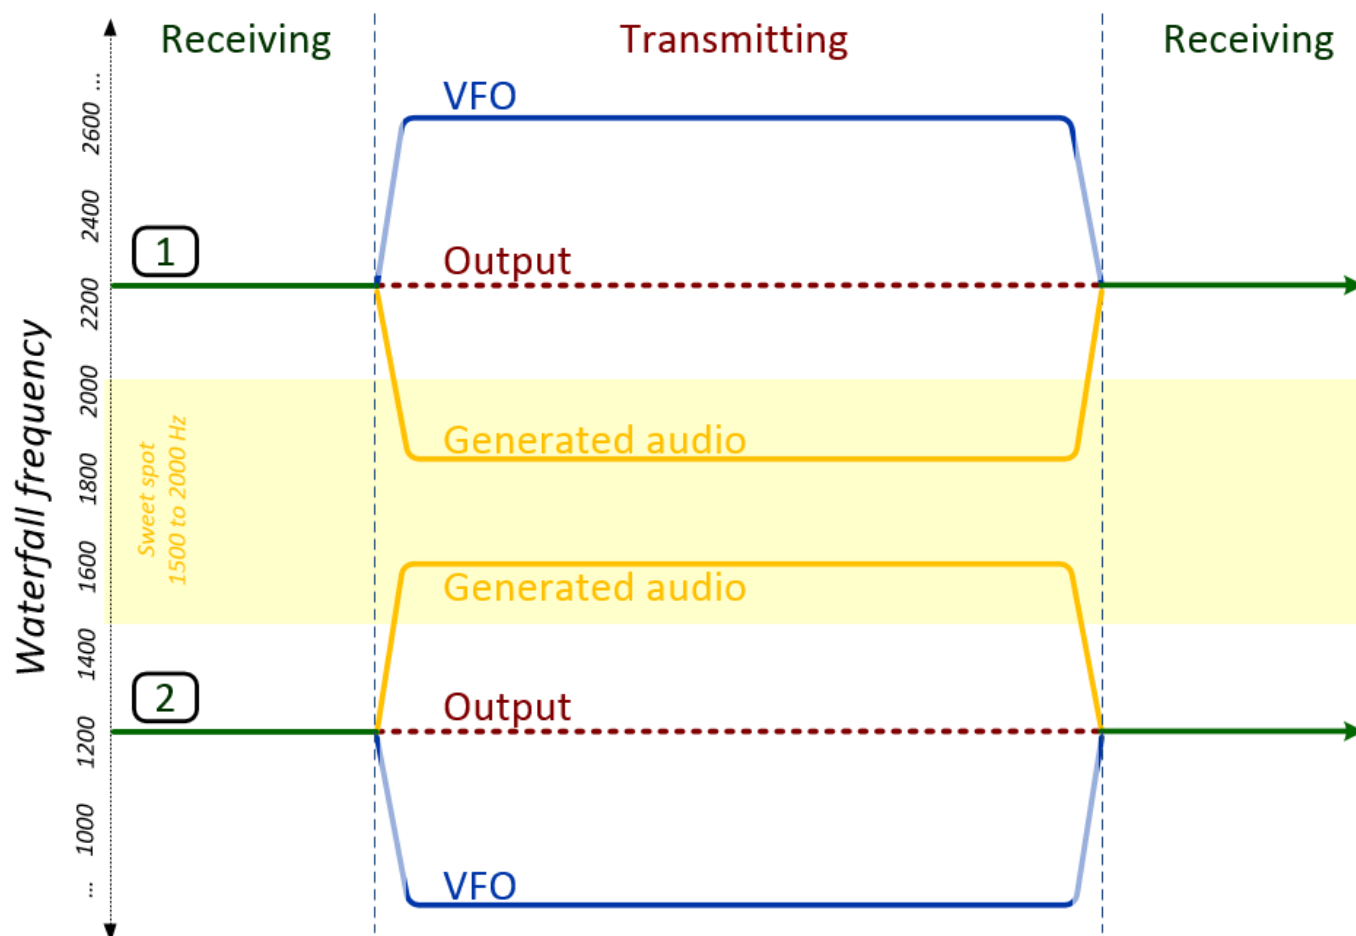 Receiving
Transmitting
Receiving
VFO
...
2600
2400
1
Output
2200
2000
Generated audio
Sweet spot
1500 to 2000 Hz
1800
Waterfall frequency
1600
Generated audio
1400
2
Output
1200
1000
VFO
...